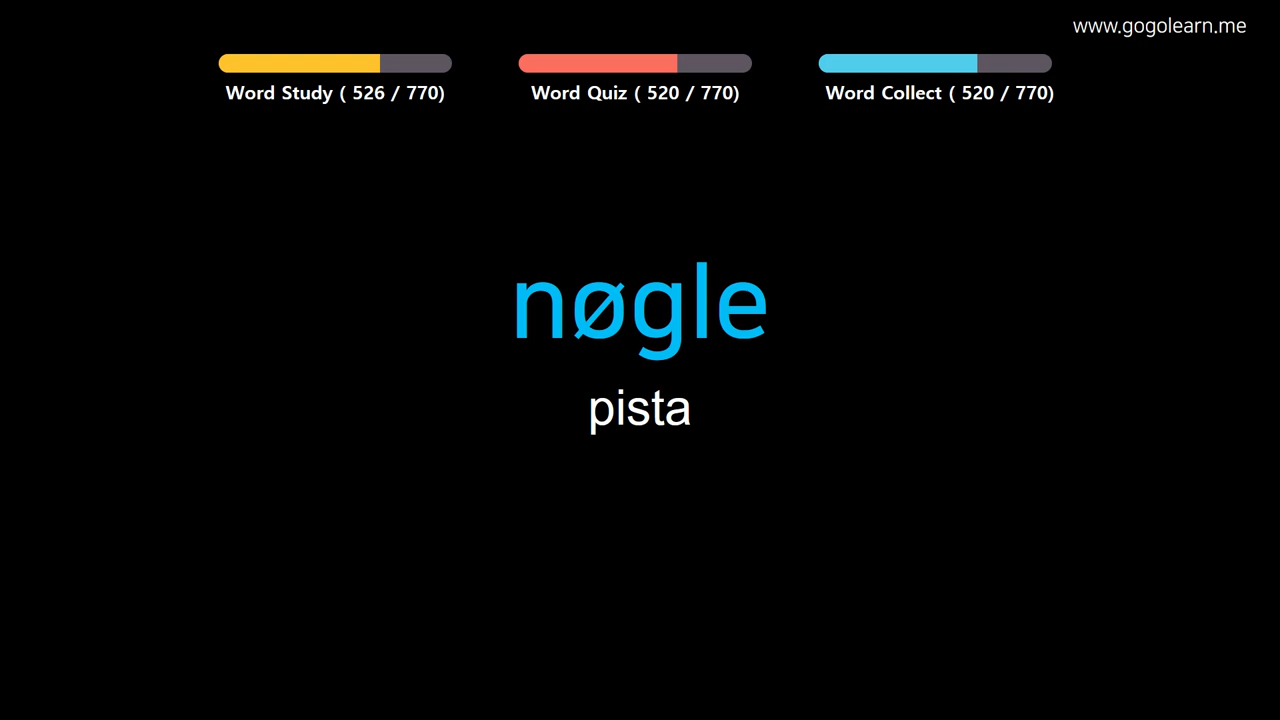 www.gogolearn.me
Word Study ( 526 / 770)
Word Quiz ( 520 / 770)
Word Collect ( 520 / 770)
nøgle
pista